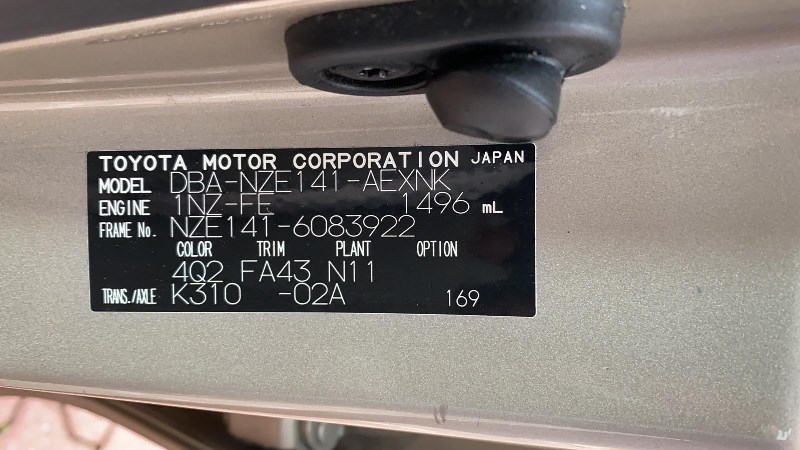 TOYOTA MOTOR CORPORATION JAPAN
MODEL DBA-NZE141-AEXNK
ENGINE 1NZ-FE 1496 mL
FRAME No. NZE141-6083922
COLOR TRIM PLANT OPTION
4Q2 FA43 N11
TRANS./AXLE K310 -02A 169